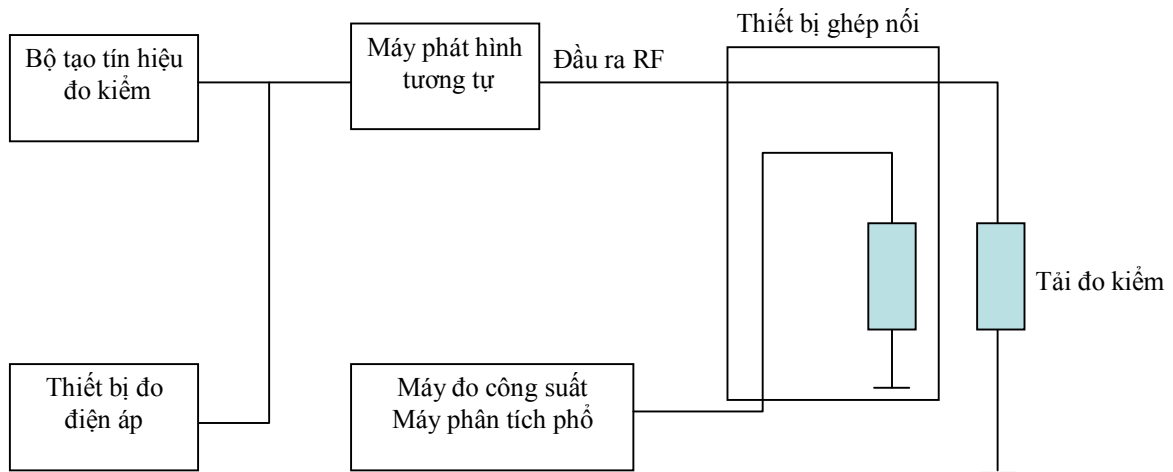 Thiết bị ghép nối
Bộ tạo tín hiệu
đo kiểm
Máy phát hình
tương tự
Đầu ra RF
Tải đo kiểm
Thiết bị đo
điện áp
Máy đo công suất
Máy phân tích phổ